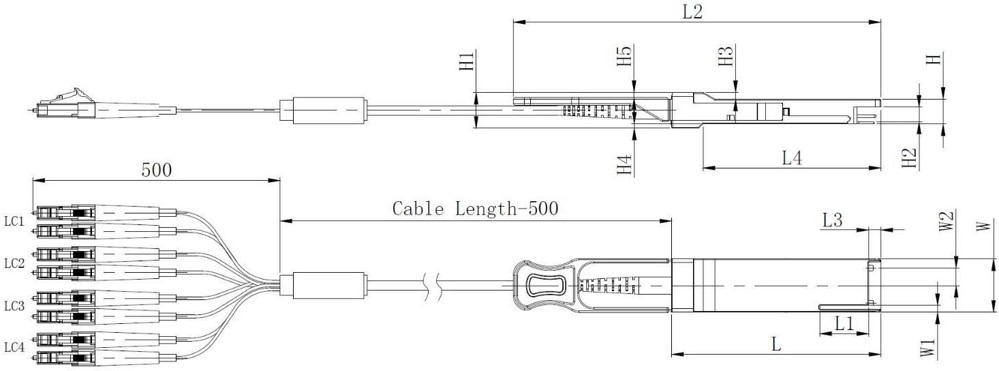 L2
H1
H5
H3
H
H4
H2
L4
500
Cable Length-500
L3
W2
W
LC1
LC2
LC3
LC4
L1
L
W1